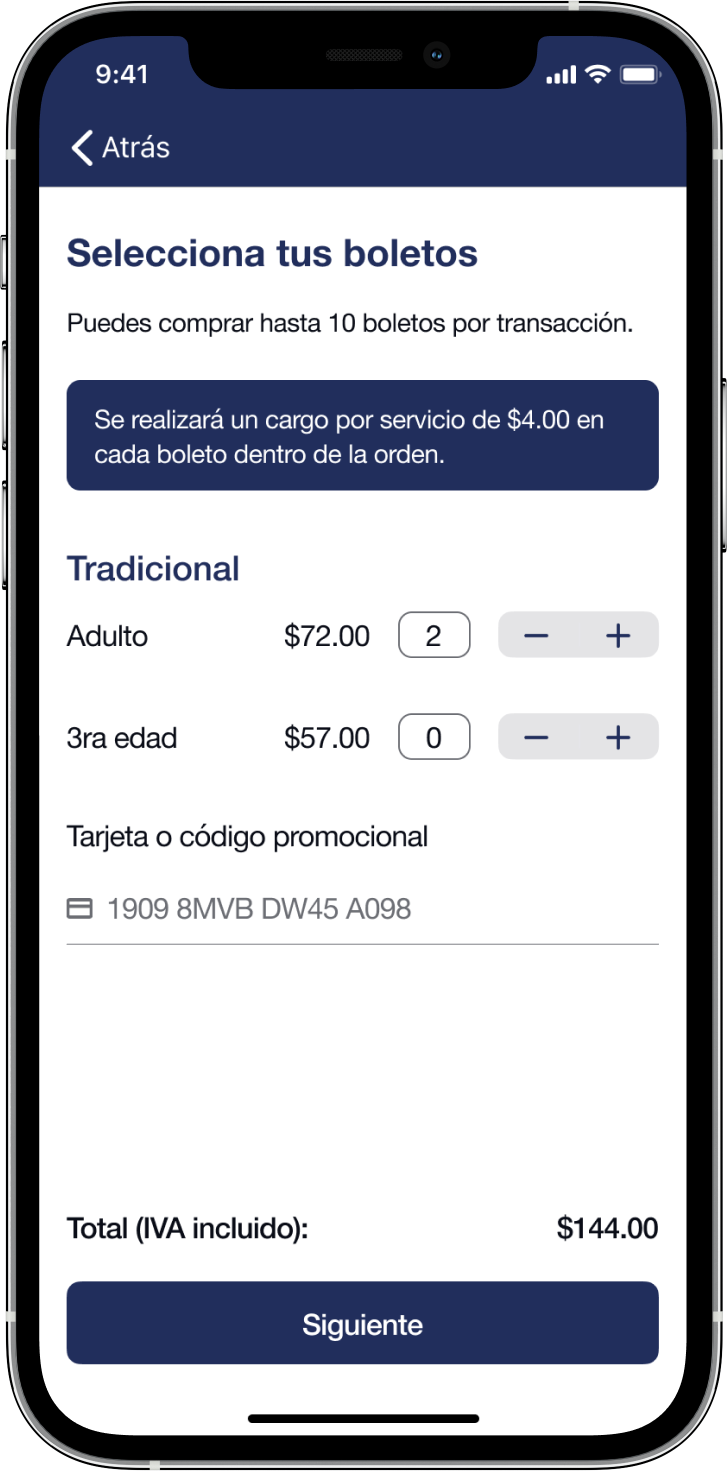 9:41
Atrás
Selecciona tus boletos
Puedes comprar hasta 10 boletos por transacción.
Se realizará un cargo por servicio de $4.00 en
cada boleto dentro de la orden.
Tradicional
Adulto $72.00 2 − +
3ra edad $57.00 0 − +
Tarjeta o código promocional
1909 8MVB DW45 A098
Total (IVA incluido): $144.00
Siguiente